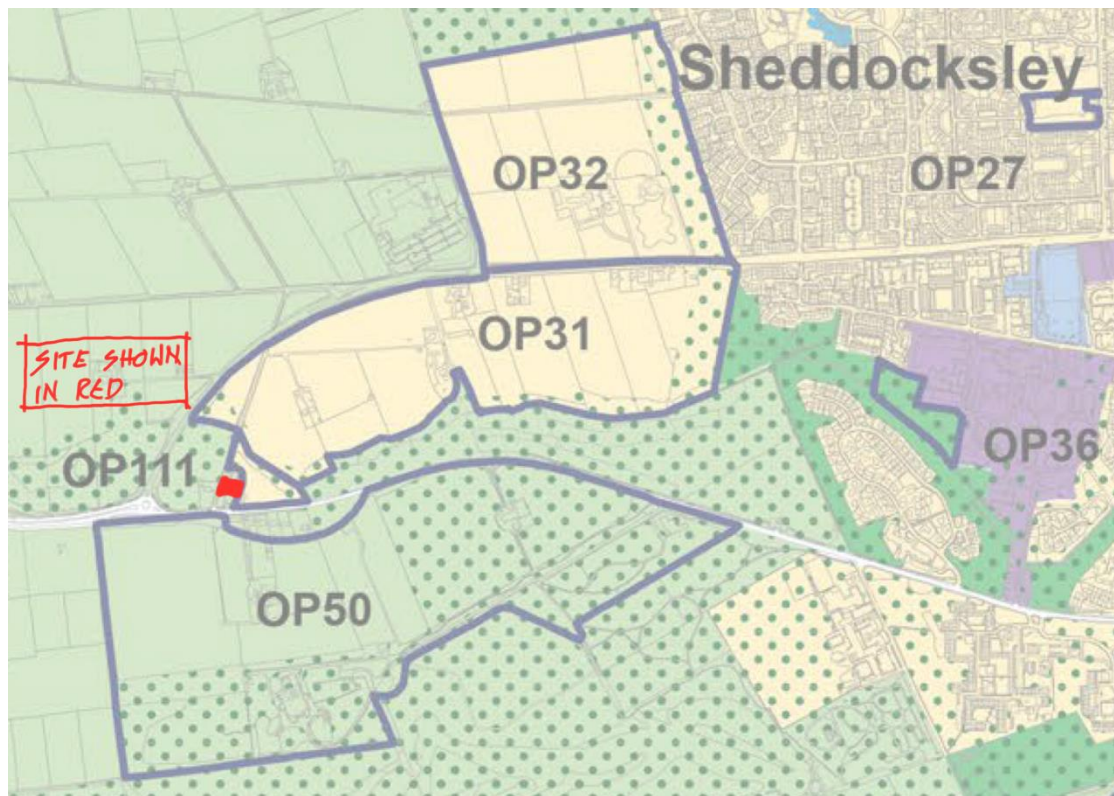 Sheddocksley
OP32
OP27
OP31
SITE SHOWN
IN RED
OP111
OP36
OP50